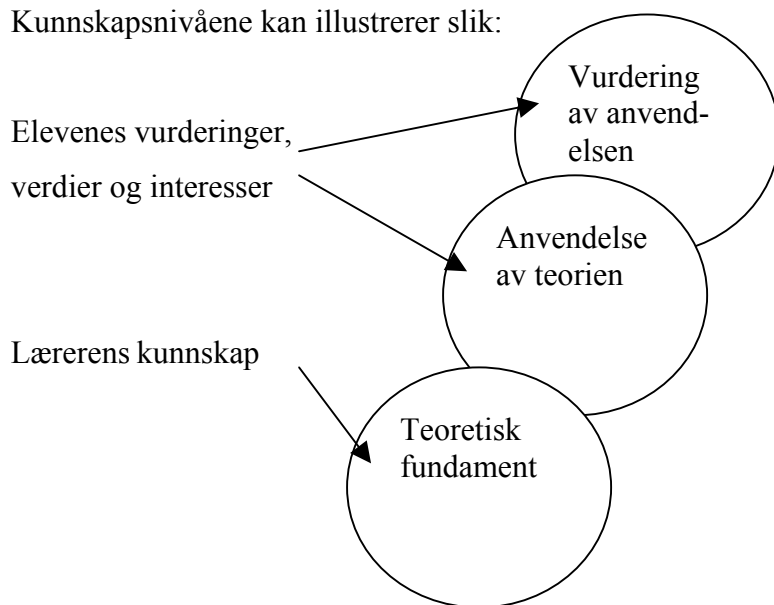 Kunnskapsnivåene kan illustrerer slik:
Vurdering
av anvend-
elsen
Elevenes vurderinger,
verdier og interesser
Anvendelse
av teorien
Lærerens kunnskap
Teoretisk
fundament